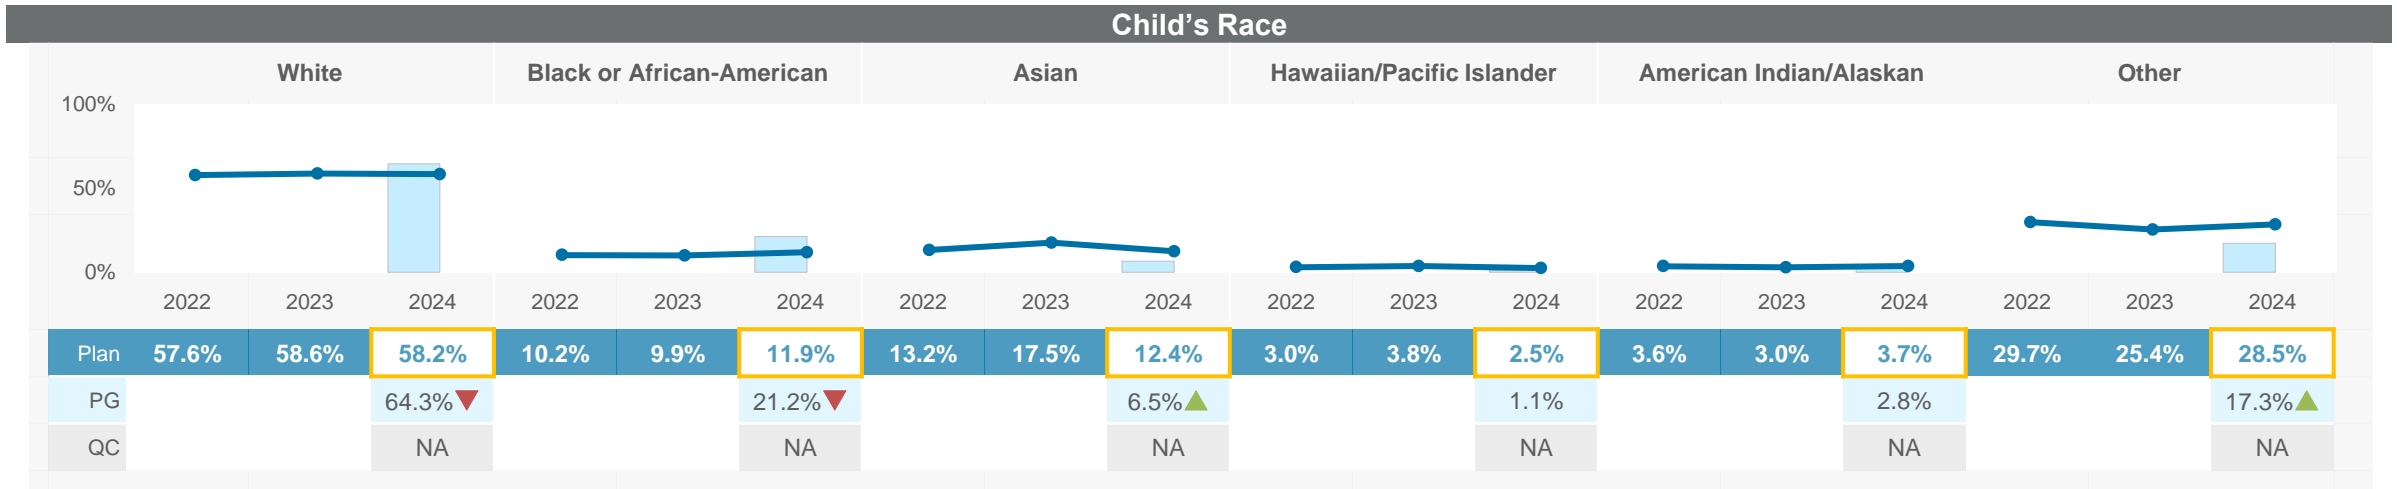 Child’s Race
White Black or African-American Asian Hawaiian/Pacific Islander American Indian/Alaskan Other
100%
50%
0%
2022 2023 2024 2022 2023 2024 2022 2023 2024 2022 2023 2024 2022 2023 2024 2022 2023 2024
Plan 57.6% 58.6% 58.2% 10.2% 9.9% 11.9% 13.2% 17.5% 12.4% 3.0% 3.8% 2.5% 3.6% 3.0% 3.7% 29.7% 25.4% 28.5%
PG 64.3% 21.2% 6.5% 1.1% 2.8% 17.3%
QC NA NA NA NA NA NA